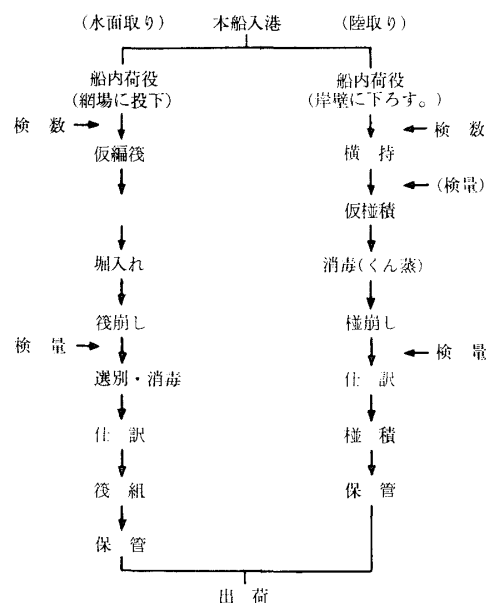 (水面取り) 本船入港 (陸取り)
船内荷役
(網場に投下)
検 数
仮編筏
堀入れ
筏崩し
検 量
選別・消毒
仕 訳
筏 組
保 管
船内荷役
(岸壁に下ろす。)
検 数
横 持
(検量)
仮椪積
消毒(くん蒸)
椪崩し
検 量
仕 訳
椪 積
保 管
出 荷